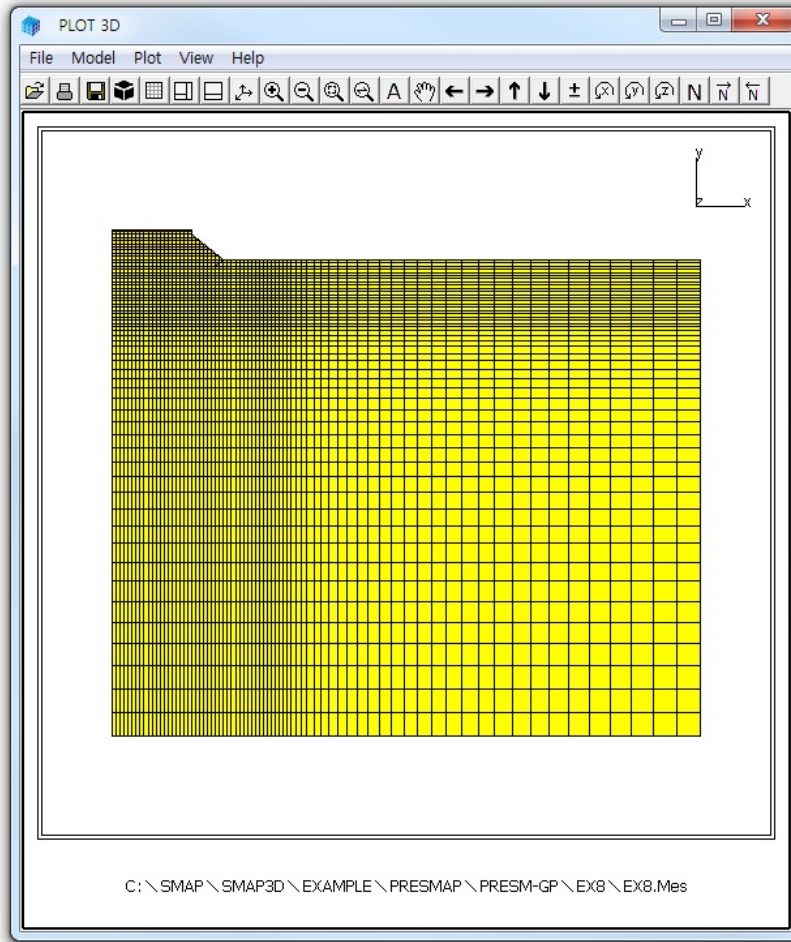 PLOT 3D
File Model Plot View Help
A ± x y z N N N
y
z x
C:\SMAP\SMAP3D\EXAMPLE\PRESMAP\PRESM-GP\EX8\EX8.Mes